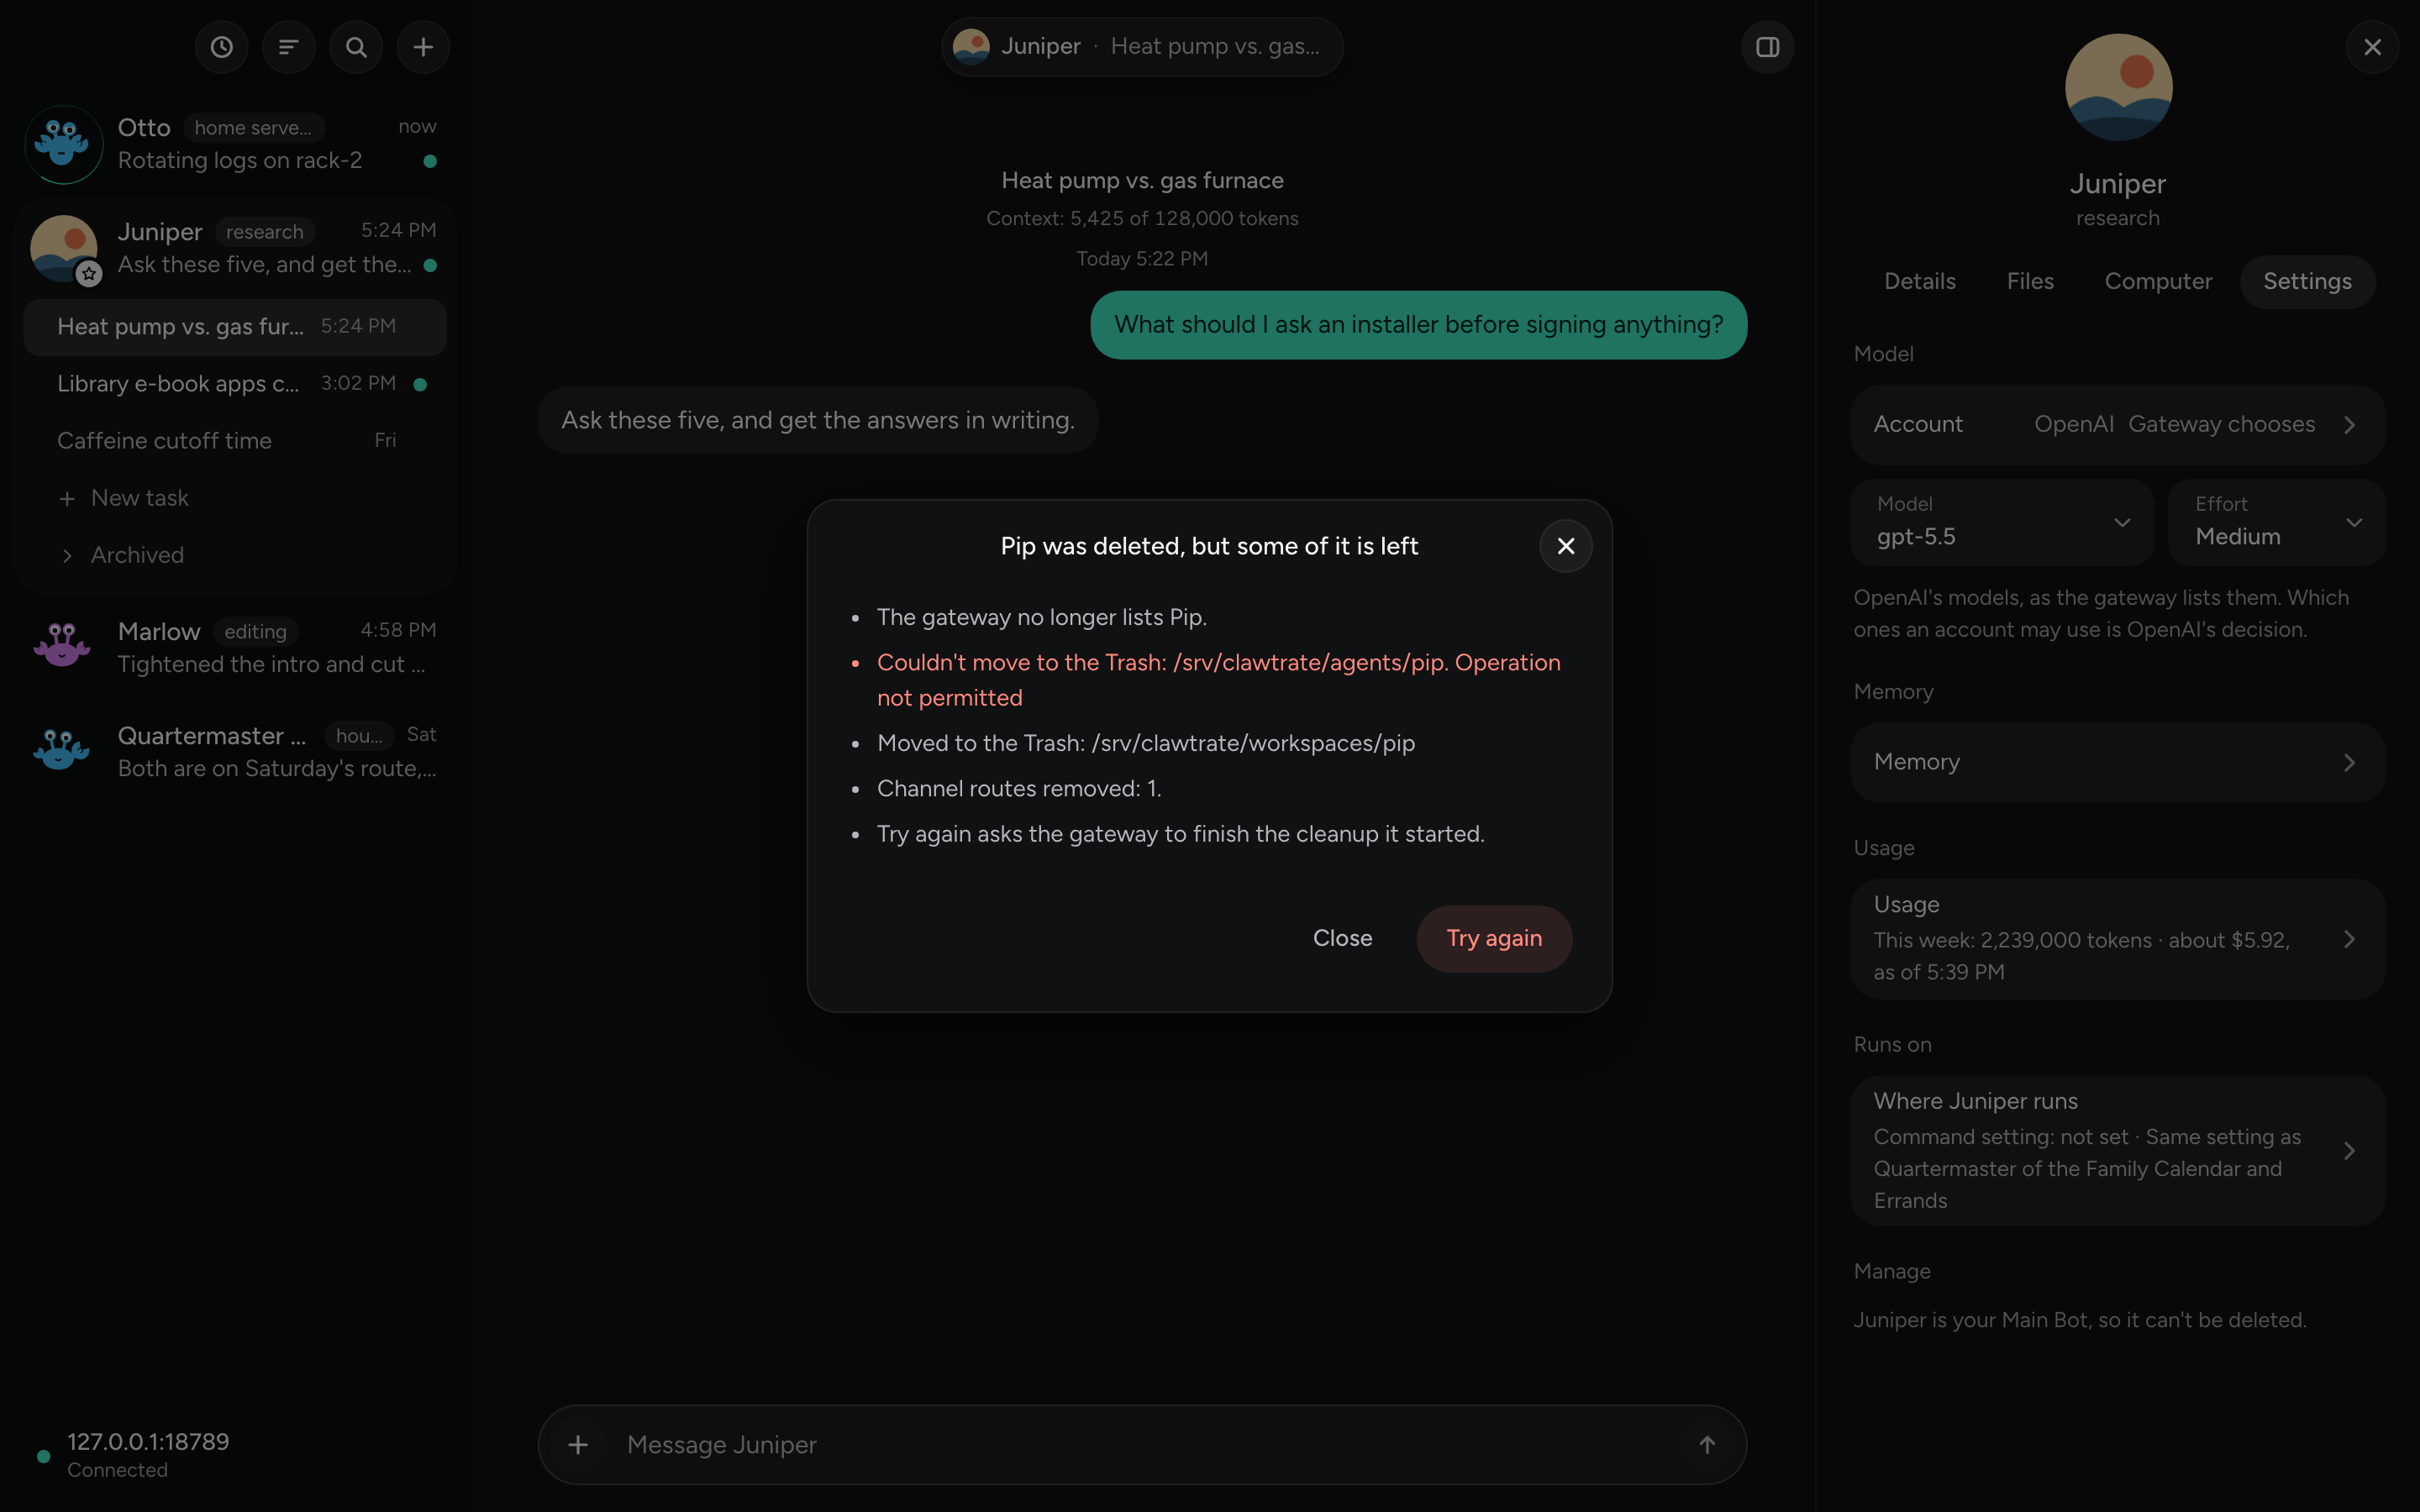 Otto home serve... now
Rotating logs on rack-2
Juniper research 5:24 PM
Ask these five, and get the...
Heat pump vs. gas fur... 5:24 PM
Library e-book apps c... 3:02 PM
Caffeine cutoff time Fri
+ New task
> Archived
Marlow editing 4:58 PM
Tightened the intro and cut ...
Quartermaster ... hou... Sat
Both are on Saturday's route,...
127.0.0.1:18789
Connected
Juniper · Heat pump vs. gas...
Heat pump vs. gas furnace
Context: 5,425 of 128,000 tokens
Today 5:22 PM
What should I ask an installer before signing anything?
Ask these five, and get the answers in writing.
Pip was deleted, but some of it is left
• The gateway no longer lists Pip.
• Couldn't move to the Trash: /srv/clawtrate/agents/pip. Operation
not permitted
• Moved to the Trash: /srv/clawtrate/workspaces/pip
• Channel routes removed: 1.
• Try again asks the gateway to finish the cleanup it started.
Close Try again
Message Juniper
Juniper
research
Details Files Computer Settings
Model
Account OpenAI Gateway chooses
Model
gpt-5.5
Effort
Medium
OpenAI's models, as the gateway lists them. Which
ones an account may use is OpenAI's decision.
Memory
Memory
Usage
Usage
This week: 2,239,000 tokens · about $5.92,
as of 5:39 PM
Runs on
Where Juniper runs
Command setting: not set · Same setting as
Quartermaster of the Family Calendar and
Errands
Manage
Juniper is your Main Bot, so it can't be deleted.